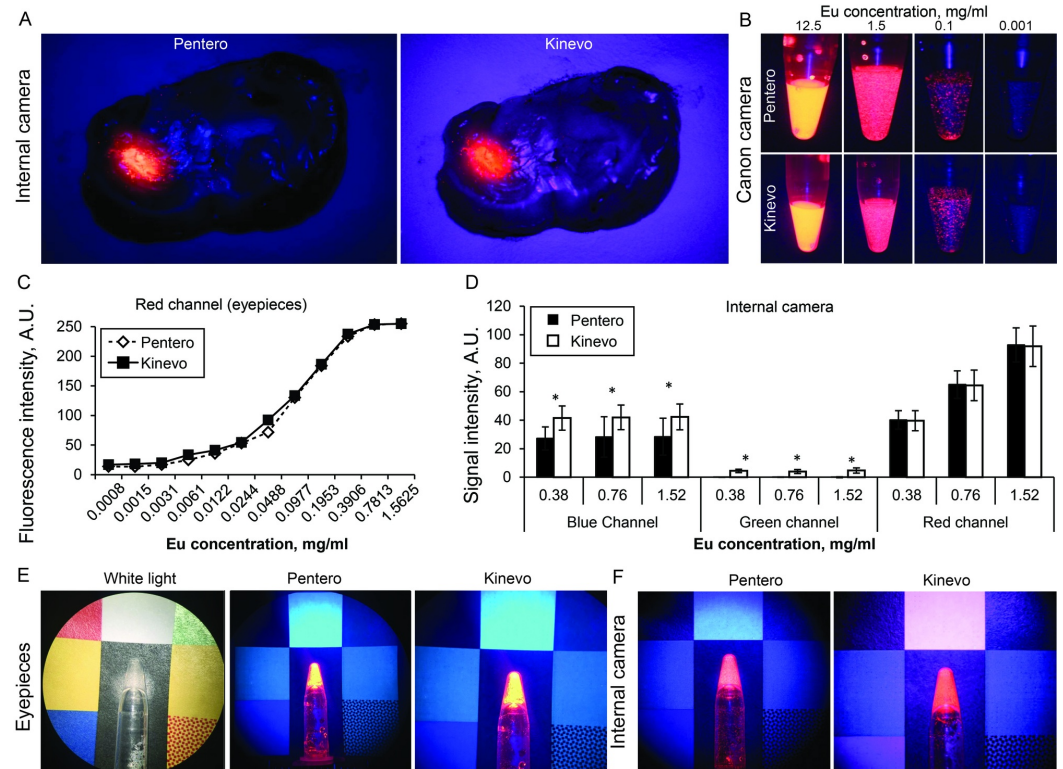 A
Pentero
Kinevo
Internal camera
B
Eu concentration, mg/ml
12.5 1.5 0.1 0.001
Pentero
Kinevo
Canon camera
C
Red channel (eyepieces)
Fluorescence intensity, A.U.
250
200
150
100
50
0
Pentero
Kinevo
0.0008 0.0015 0.0031 0.0061 0.0122 0.0244 0.0488 0.0977 0.1953 0.3906 0.7813 1.5625
Eu concentration, mg/ml
D
Internal camera
Signal intensity, A.U.
120
100
80
60
40
20
0
Pentero
Kinevo
* * * * * *
0.38 0.76 1.52 0.38 0.76 1.52 0.38 0.76 1.52
Blue Channel Green channel Red channel
Eu concentration, mg/ml
E
White light Pentero Kinevo
Eyepieces
F
Pentero Kinevo
Internal camera